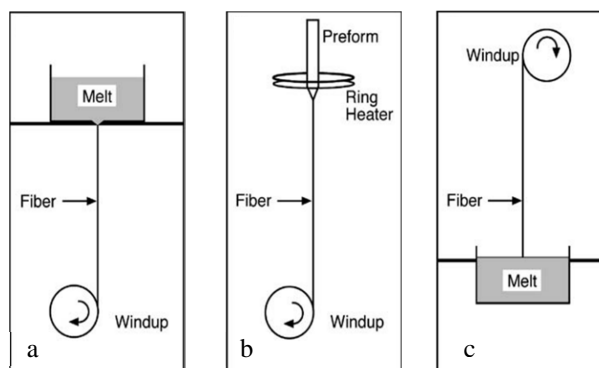 Melt
Fiber
Windup
a
Preform
Ring
Heater
Fiber
Windup
b
Windup
Fiber
Melt
c